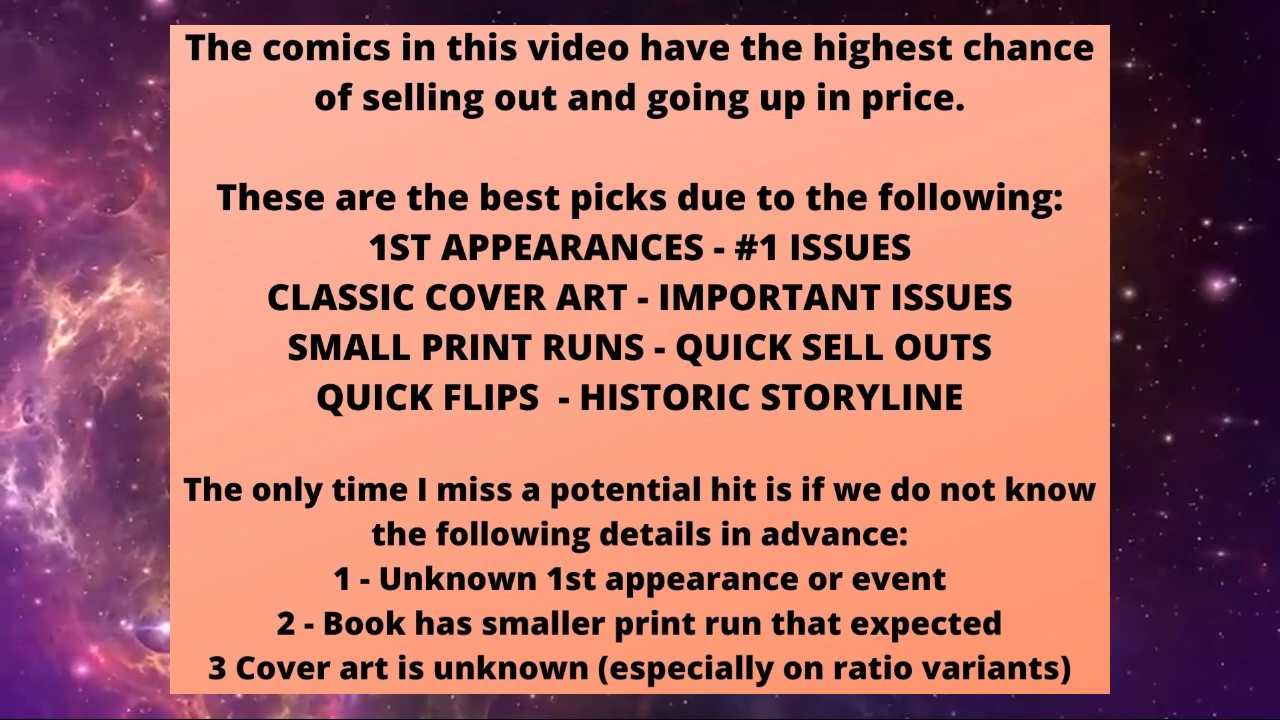 The comics in this video have the highest chance
of selling out and going up in price.
These are the best picks due to the following:
1ST APPEARANCES - #1 ISSUES
CLASSIC COVER ART - IMPORTANT ISSUES
SMALL PRINT RUNS - QUICK SELL OUTS
QUICK FLIPS  - HISTORIC STORYLINE
The only time I miss a potential hit is if we do not know
the following details in advance:
1 - Unknown 1st appearance or event
2 - Book has smaller print run that expected
3 Cover art is unknown (especially on ratio variants)